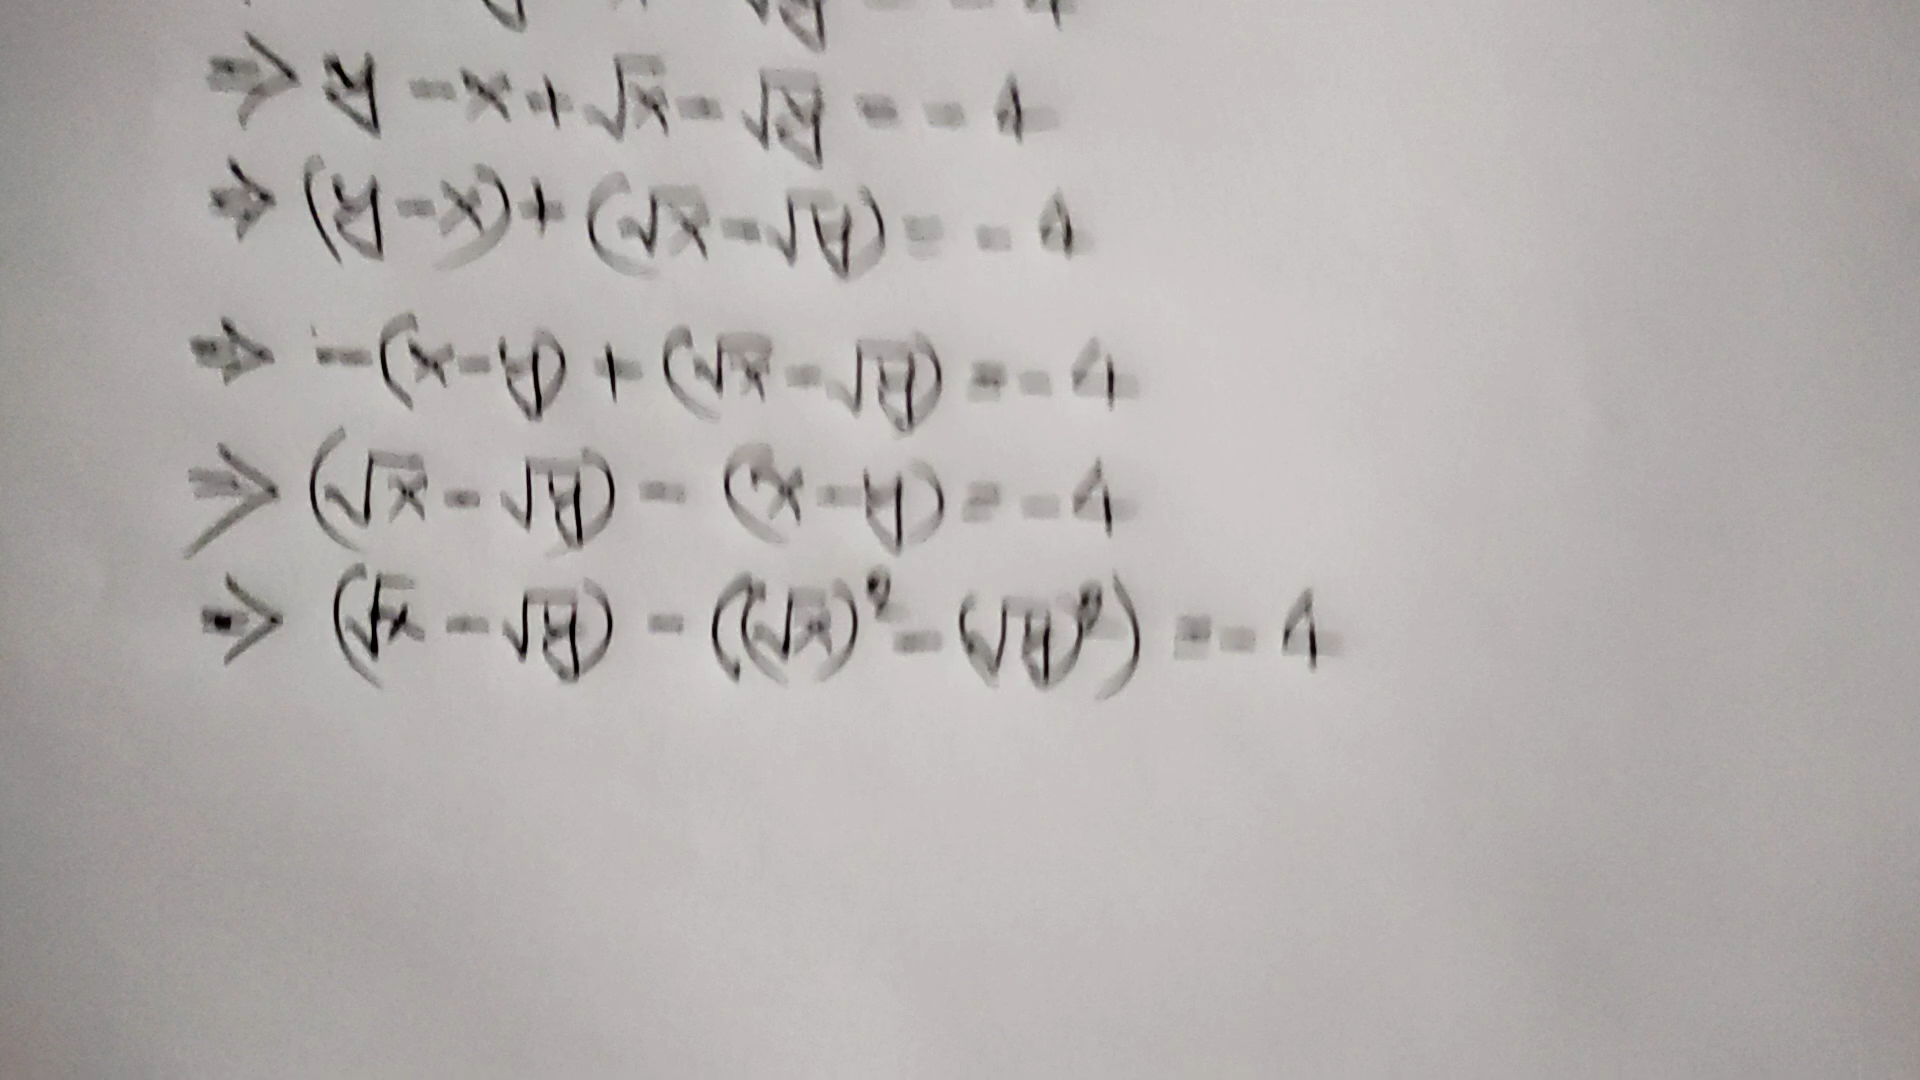 ⇒ y - x + √x - √y = - 4
⇒ (y - x) + (√x - √y) = - 4
⇒ - (x - y) + (√x - √y) = - 4
⇒ (√x - √y) - (x - y) = - 4
⇒ (√x - √y) - ((√x)² - (√y)²) = - 4